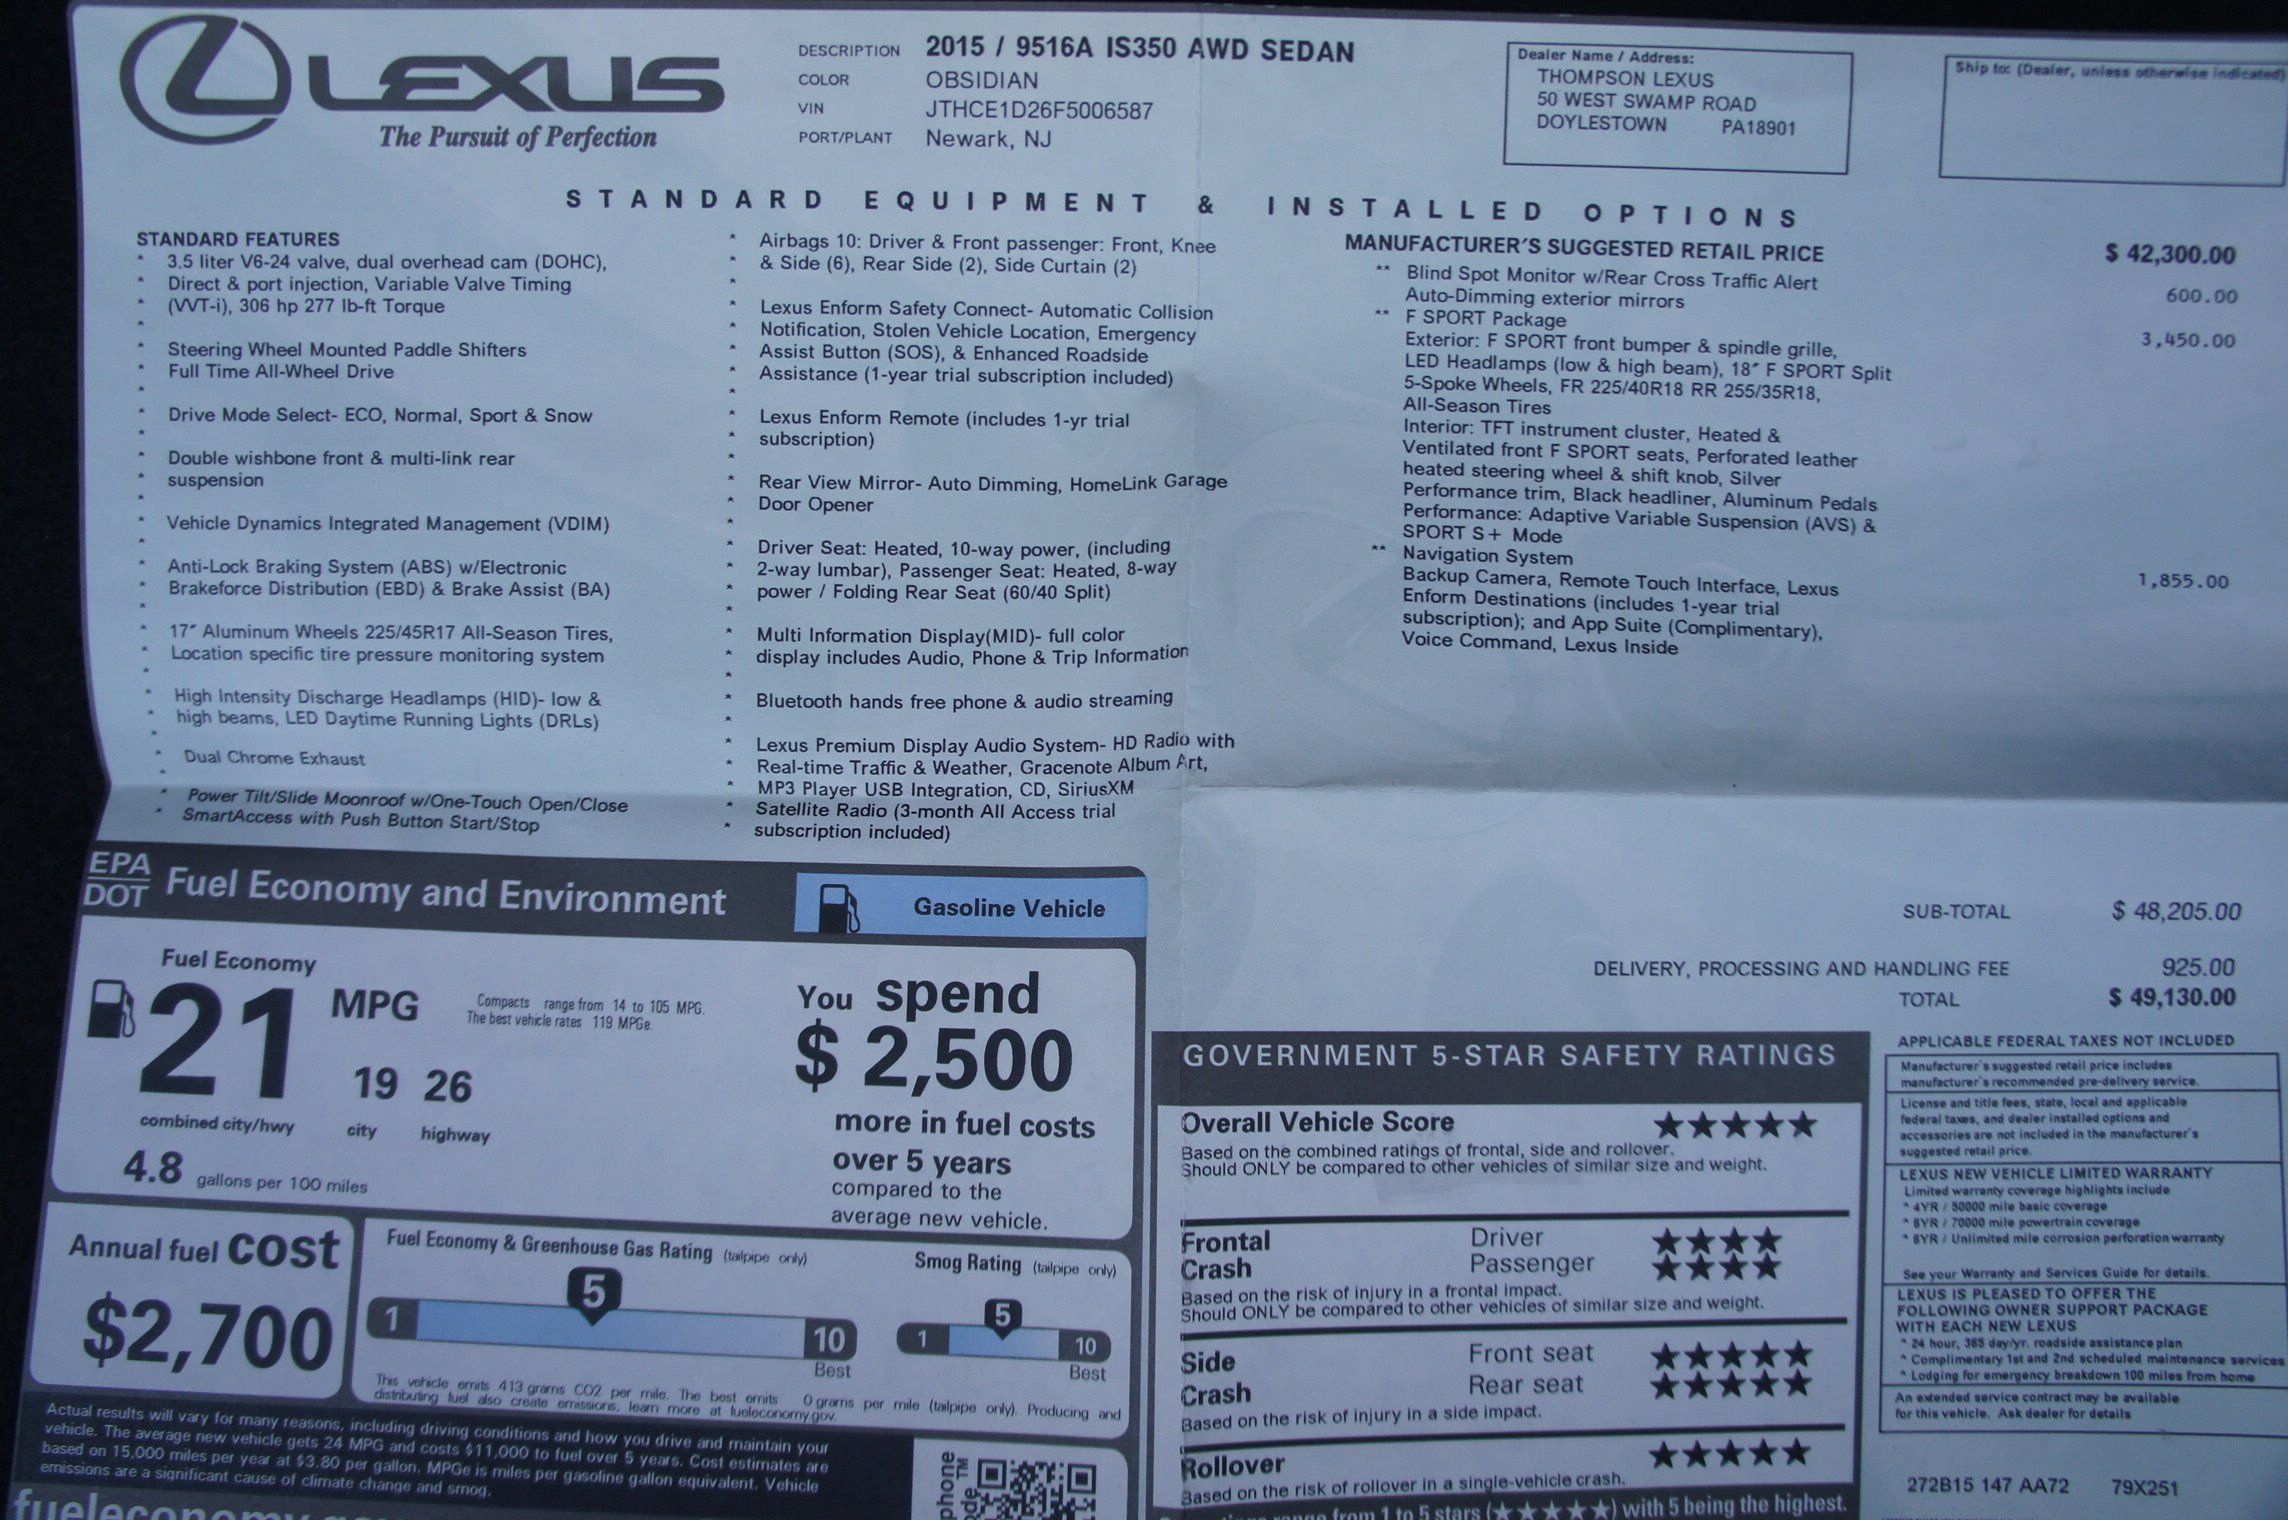 LEXUS
The Pursuit of Perfection
DESCRIPTION 2015 / 9516A IS350 AWD SEDAN
COLOR OBSIDIAN
VIN JTHCE1D26F5006587
PORT/PLANT Newark, NJ
Dealer Name / Address:
THOMPSON LEXUS
50 WEST SWAMP ROAD
DOYLESTOWN PA18901
Ship to: (Dealer, unless otherwise indicated)
STANDARD EQUIPMENT & INSTALLED OPTIONS
STANDARD FEATURES
* 3.5 liter V6-24 valve, dual overhead cam (DOHC),
* Direct & port injection, Variable Valve Timing
* (VVT-i), 306 hp 277 lb-ft Torque
*
* Steering Wheel Mounted Paddle Shifters
* Full Time All-Wheel Drive
*
* Drive Mode Select- ECO, Normal, Sport & Snow
*
* Double wishbone front & multi-link rear
* suspension
*
* Vehicle Dynamics Integrated Management (VDIM)
*
* Anti-Lock Braking System (ABS) w/Electronic
* Brakeforce Distribution (EBD) & Brake Assist (BA)
*
* 17" Aluminum Wheels 225/45R17 All-Season Tires,
* Location specific tire pressure monitoring system
*
* High Intensity Discharge Headlamps (HID)- low &
* high beams, LED Daytime Running Lights (DRLs)
*
* Dual Chrome Exhaust
*
* Power Tilt/Slide Moonroof w/One-Touch Open/Close
* SmartAccess with Push Button Start/Stop
* Airbags 10: Driver & Front passenger: Front, Knee
* & Side (6), Rear Side (2), Side Curtain (2)
*
* Lexus Enform Safety Connect- Automatic Collision
* Notification, Stolen Vehicle Location, Emergency
* Assist Button (SOS), & Enhanced Roadside
* Assistance (1-year trial subscription included)
*
* Lexus Enform Remote (includes 1-yr trial
* subscription)
*
* Rear View Mirror- Auto Dimming, HomeLink Garage
* Door Opener
*
* Driver Seat: Heated, 10-way power, (including
* 2-way lumbar), Passenger Seat: Heated, 8-way
* power / Folding Rear Seat (60/40 Split)
*
* Multi Information Display(MID)- full color
* display includes Audio, Phone & Trip Information
*
* Bluetooth hands free phone & audio streaming
*
* Lexus Premium Display Audio System- HD Radio with
* Real-time Traffic & Weather, Gracenote Album Art,
* MP3 Player USB Integration, CD, SiriusXM
* Satellite Radio (3-month All Access trial
* subscription included)
MANUFACTURER'S SUGGESTED RETAIL PRICE $ 42,300.00
** Blind Spot Monitor w/Rear Cross Traffic Alert
Auto-Dimming exterior mirrors 600.00
** F SPORT Package
Exterior: F SPORT front bumper & spindle grille, 3,450.00
LED Headlamps (low & high beam), 18" F SPORT Split
5-Spoke Wheels, FR 225/40R18 RR 255/35R18,
All-Season Tires
Interior: TFT instrument cluster, Heated &
Ventilated front F SPORT seats, Perforated leather
heated steering wheel & shift knob, Silver
Performance trim, Black headliner, Aluminum Pedals
Performance: Adaptive Variable Suspension (AVS) &
SPORT S+ Mode
** Navigation System
Backup Camera, Remote Touch Interface, Lexus 1,855.00
Enform Destinations (includes 1-year trial
subscription); and App Suite (Complimentary),
Voice Command, Lexus Inside
SUB-TOTAL $ 48,205.00
DELIVERY, PROCESSING AND HANDLING FEE 925.00
TOTAL $ 49,130.00
EPA
DOT
Fuel Economy and Environment
Gasoline Vehicle
Fuel Economy
21 MPG
Compacts range from 14 to 105 MPG.
The best vehicle rates 119 MPGe.
19 26
combined city/hwy city highway
4.8 gallons per 100 miles
You spend
$ 2,500
more in fuel costs
over 5 years
compared to the
average new vehicle.
Annual fuel cost
$2,700
Fuel Economy & Greenhouse Gas Rating (tailpipe only)
5
1 10
Best
Smog Rating (tailpipe only)
5
1 10
Best
This vehicle emits 413 grams CO2 per mile. The best emits 0 grams per mile (tailpipe only). Producing and
distributing fuel also create emissions; learn more at fueleconomy.gov.
Actual results will vary for many reasons, including driving conditions and how you drive and maintain your
vehicle. The average new vehicle gets 24 MPG and costs $11,000 to fuel over 5 years. Cost estimates are
based on 15,000 miles per year at $3.80 per gallon. MPGe is miles per gasoline gallon equivalent. Vehicle
emissions are a significant cause of climate change and smog.
GOVERNMENT 5-STAR SAFETY RATINGS
Overall Vehicle Score ★★★★★
Based on the combined ratings of frontal, side and rollover.
Should ONLY be compared to other vehicles of similar size and weight.
Frontal Driver ★★★★
Crash Passenger ★★★★
Based on the risk of injury in a frontal impact.
Should ONLY be compared to other vehicles of similar size and weight.
Side Front seat ★★★★★
Crash Rear seat ★★★★★
Based on the risk of injury in a side impact.
Rollover ★★★★★
Based on the risk of rollover in a single-vehicle crash.
from 1 to 5 stars (★★★★★) with 5 being the highest.
APPLICABLE FEDERAL TAXES NOT INCLUDED
Manufacturer's suggested retail price includes
manufacturer's recommended pre-delivery service.
License and title fees, state, local and applicable
federal taxes, and dealer installed options and
accessories are not included in the manufacturer's
suggested retail price.
LEXUS NEW VEHICLE LIMITED WARRANTY
Limited warranty coverage highlights include
* 4YR / 50000 mile basic coverage
* 6YR / 70000 mile powertrain coverage
* 6YR / Unlimited mile corrosion perforation warranty
See your Warranty and Services Guide for details.
LEXUS IS PLEASED TO OFFER THE
FOLLOWING OWNER SUPPORT PACKAGE
WITH EACH NEW LEXUS
* 24 hour, 365 day/yr. roadside assistance plan
* Complimentary 1st and 2nd scheduled maintenance services
* Lodging for emergency breakdown 100 miles from home
An extended service contract may be available
for this vehicle. Ask dealer for details
272B15 147 AA72 79X251